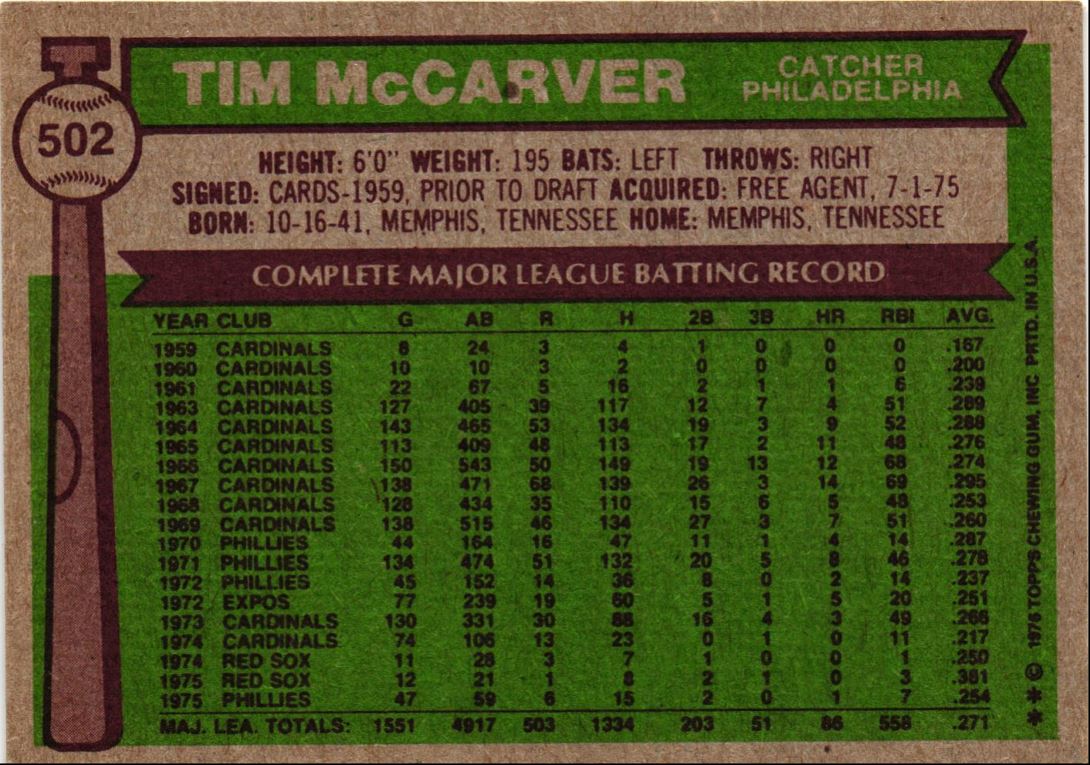 502
TIM McCARVER
CATCHER
PHILADELPHIA
HEIGHT: 6'0" WEIGHT: 195 BATS: LEFT THROWS: RIGHT
SIGNED: CARDS-1959, PRIOR TO DRAFT ACQUIRED: FREE AGENT, 7-1-75
BORN: 10-16-41, MEMPHIS, TENNESSEE HOME: MEMPHIS, TENNESSEE
COMPLETE MAJOR LEAGUE BATTING RECORD
YEAR CLUB G AB R H 2B 3B HR RBI AVG.
1959 CARDINALS 8 24 3 4 1 0 0 0 .167
1960 CARDINALS 10 10 3 2 0 0 0 0 .200
1961 CARDINALS 22 67 5 16 2 1 1 6 .239
1963 CARDINALS 127 405 39 117 12 7 4 51 .289
1964 CARDINALS 143 465 53 134 19 3 9 52 .288
1965 CARDINALS 113 409 48 113 17 2 11 48 .276
1966 CARDINALS 150 543 50 149 19 13 12 68 .274
1967 CARDINALS 138 471 68 139 26 3 14 69 .295
1968 CARDINALS 128 434 35 110 15 6 5 48 .253
1969 CARDINALS 138 515 46 134 27 3 7 51 .260
1970 PHILLIES 44 164 16 47 11 1 4 14 .287
1971 PHILLIES 134 474 51 132 20 5 8 46 .278
1972 PHILLIES 45 152 14 36 8 0 2 14 .237
1972 EXPOS 77 239 19 60 5 1 5 20 .251
1973 CARDINALS 130 331 30 88 16 4 3 49 .266
1974 CARDINALS 74 106 13 23 0 1 0 11 .217
1974 RED SOX 11 28 3 7 1 0 0 1 .250
1975 RED SOX 12 21 1 8 2 1 0 3 .381
1975 PHILLIES 47 59 6 15 2 0 1 7 .254
MAJ. LEA. TOTALS: 1551 4917 503 1334 203 51 86 558 .271
** © 1976 TOPPS CHEWING GUM, INC PRTD. IN U.S.A.